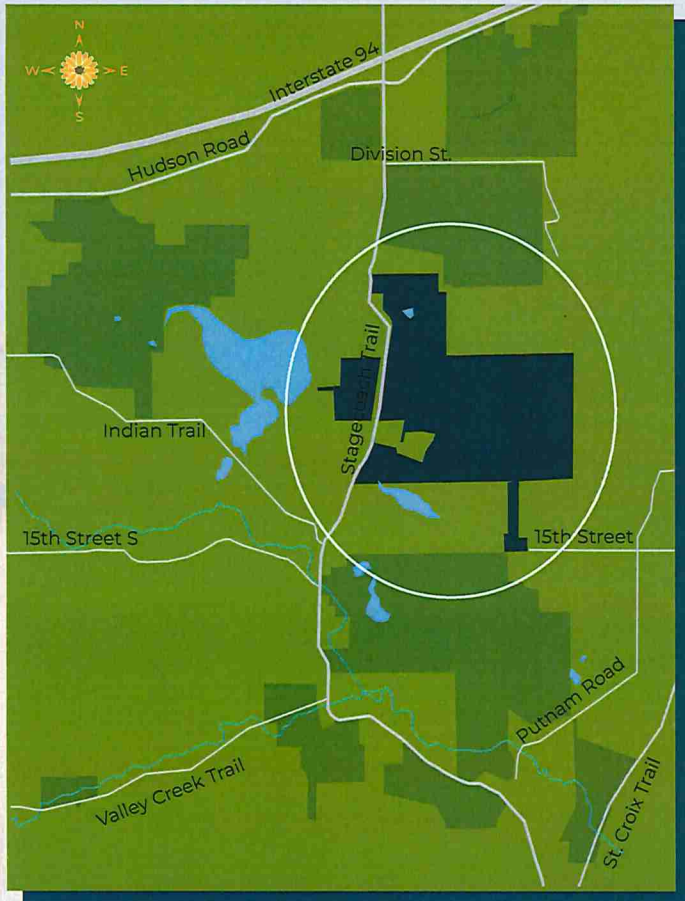 N
W E
S
Interstate 94
Hudson Road
Division St.
Stagecoach Trail
Indian Trail
15th Street S
15th Street
Putnam Road
Valley Creek Trail
St. Croix Trail